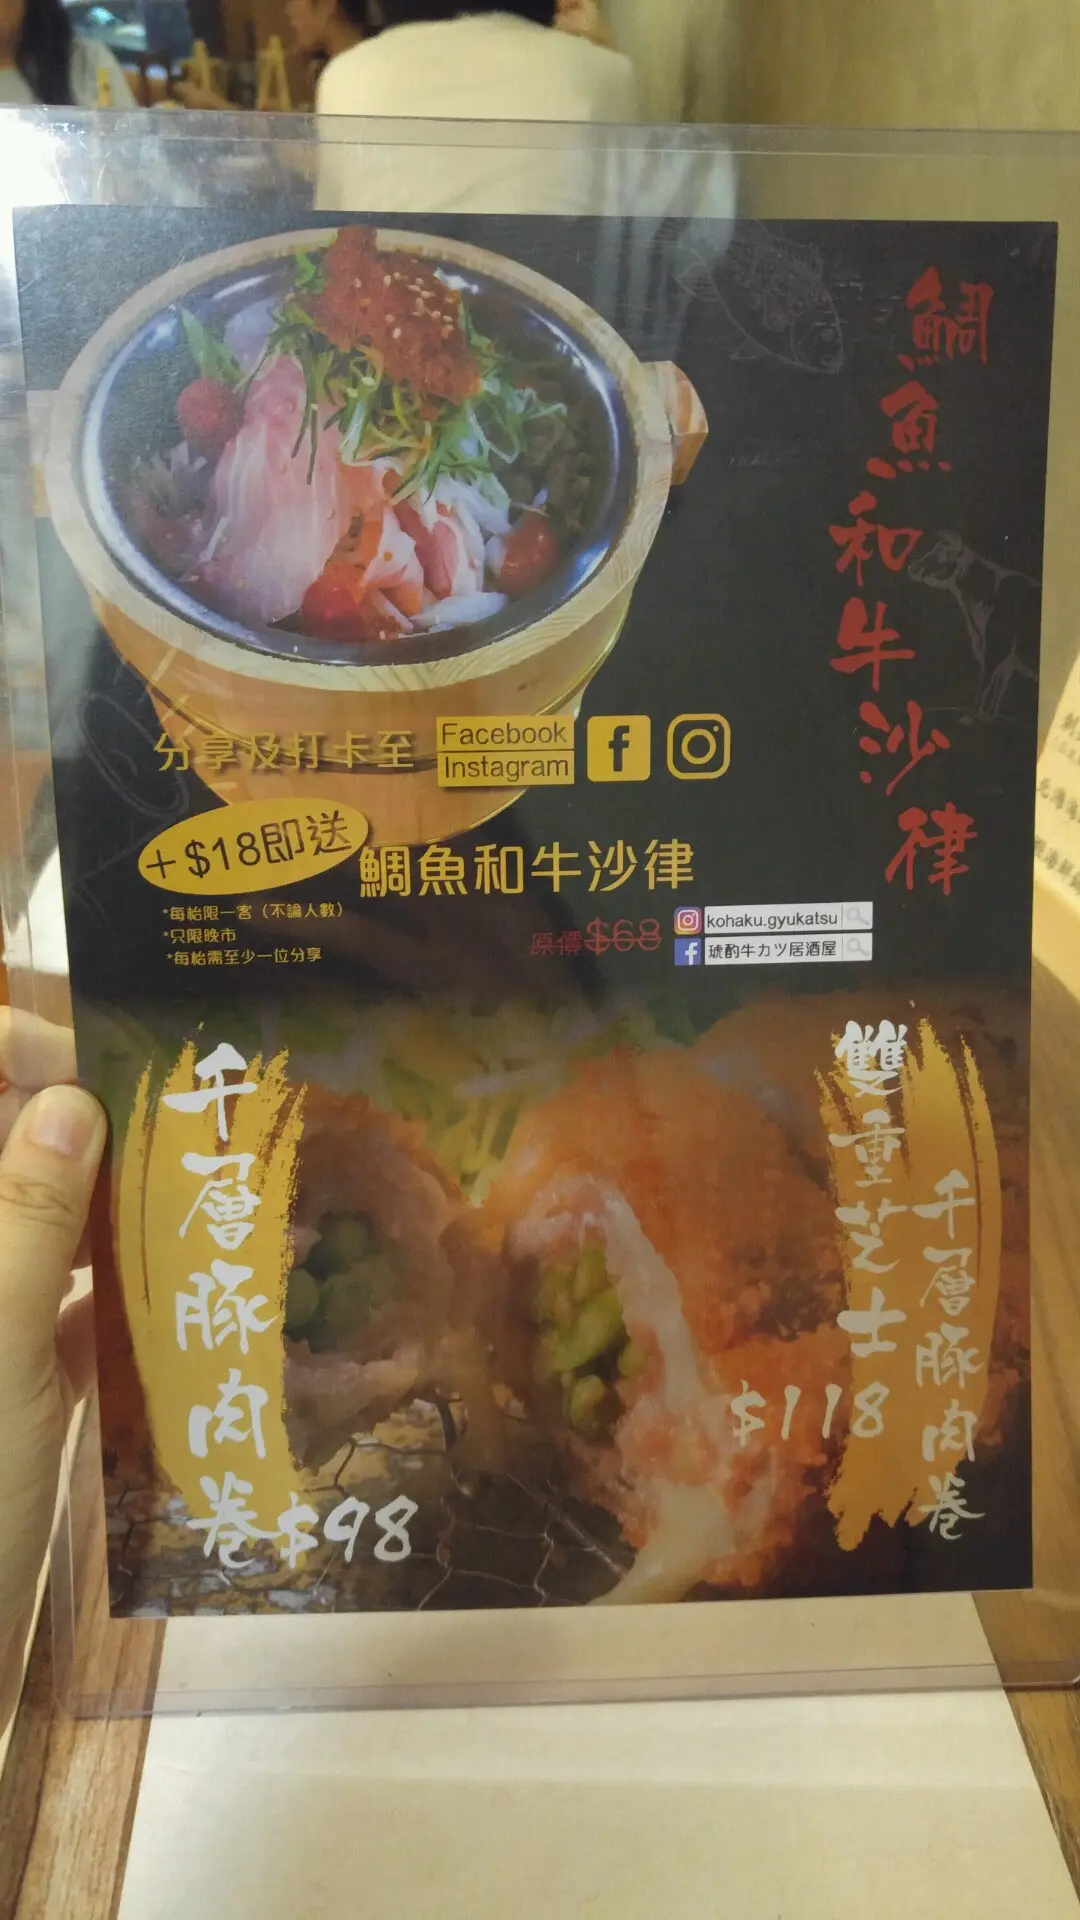 鯛魚和牛沙律
分享及打卡至
Facebook
Instagram
+$18即送
鯛魚和牛沙律
*每枱限一客（不論人數）
*只限晚市
*每枱需至少一位分享
原價$68
kohaku.gyukatsu
琥酌牛カツ居酒屋
千層豚肉卷
$98
雙重芝士
千層豚肉卷
$118